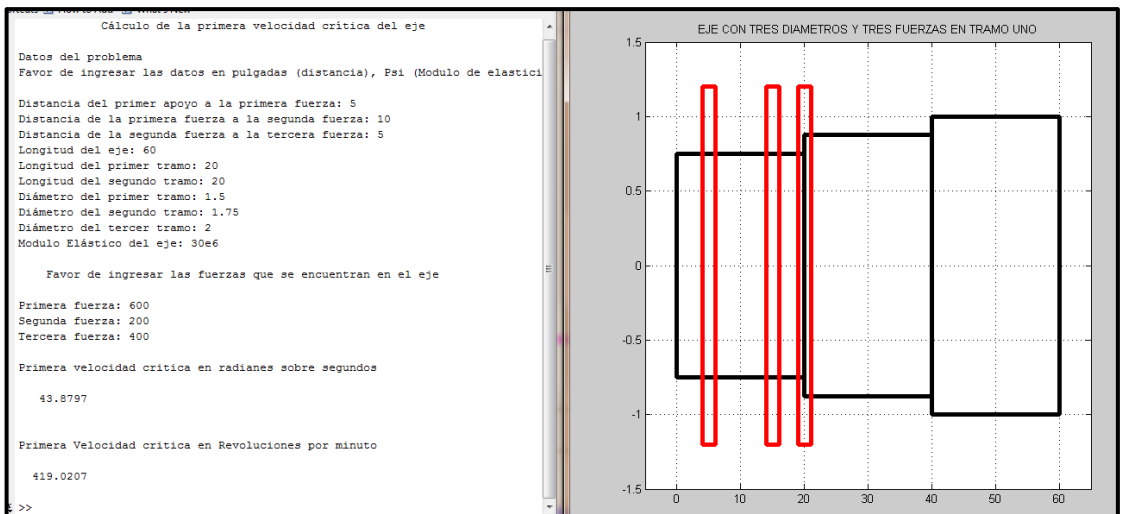 Cálculo de la primera velocidad crítica del eje
Datos del problema
Favor de ingresar las datos en pulgadas (distancia), Psi (Modulo de elastici
Distancia del primer apoyo a la primera fuerza: 5
Distancia de la primera fuerza a la segunda fuerza: 10
Distancia de la segunda fuerza a la tercera fuerza: 5
Longitud del eje: 60
Longitud del primer tramo: 20
Longitud del segundo tramo: 20
Diámetro del primer tramo: 1.5
Diámetro del segundo tramo: 1.75
Diámetro del tercer tramo: 2
Modulo Elástico del eje: 30e6
Favor de ingresar las fuerzas que se encuentran en el eje
Primera fuerza: 600
Segunda fuerza: 200
Tercera fuerza: 400
Primera velocidad critica en radianes sobre segundos
43.8797
Primera Velocidad critica en Revoluciones por minuto
419.0207
>>
EJE CON TRES DIAMETROS Y TRES FUERZAS EN TRAMO UNO
1.5
1
0.5
0
-0.5
-1
-1.5
0 10 20 30 40 50 60